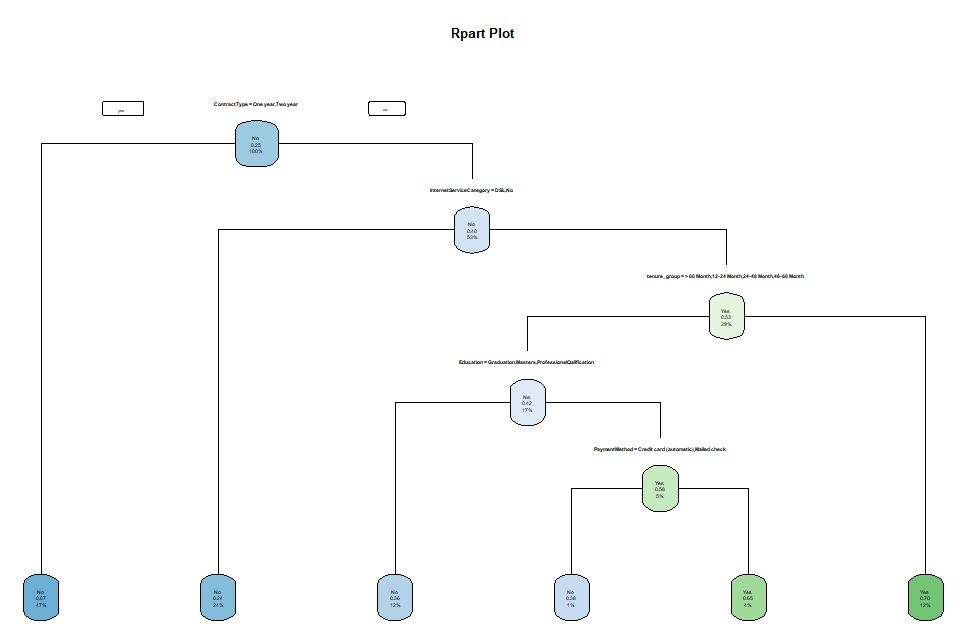 Rpart Plot
yes
ContractType = One year,Two year
no
No
0.25
100%
InternetServiceCategory = DSL,No
No
0.40
53%
tenure_group = > 60 Month,12-24 Month,24-48 Month,48-60 Month
Yes
0.53
29%
Education = Graduation,Masters,ProfessionalQalification
No
0.42
17%
PaymentMethod = Credit card (automatic),Mailed check
Yes
0.58
5%
No
0.07
47%
No
0.24
24%
No
0.36
12%
No
0.38
1%
Yes
0.65
4%
Yes
0.70
12%